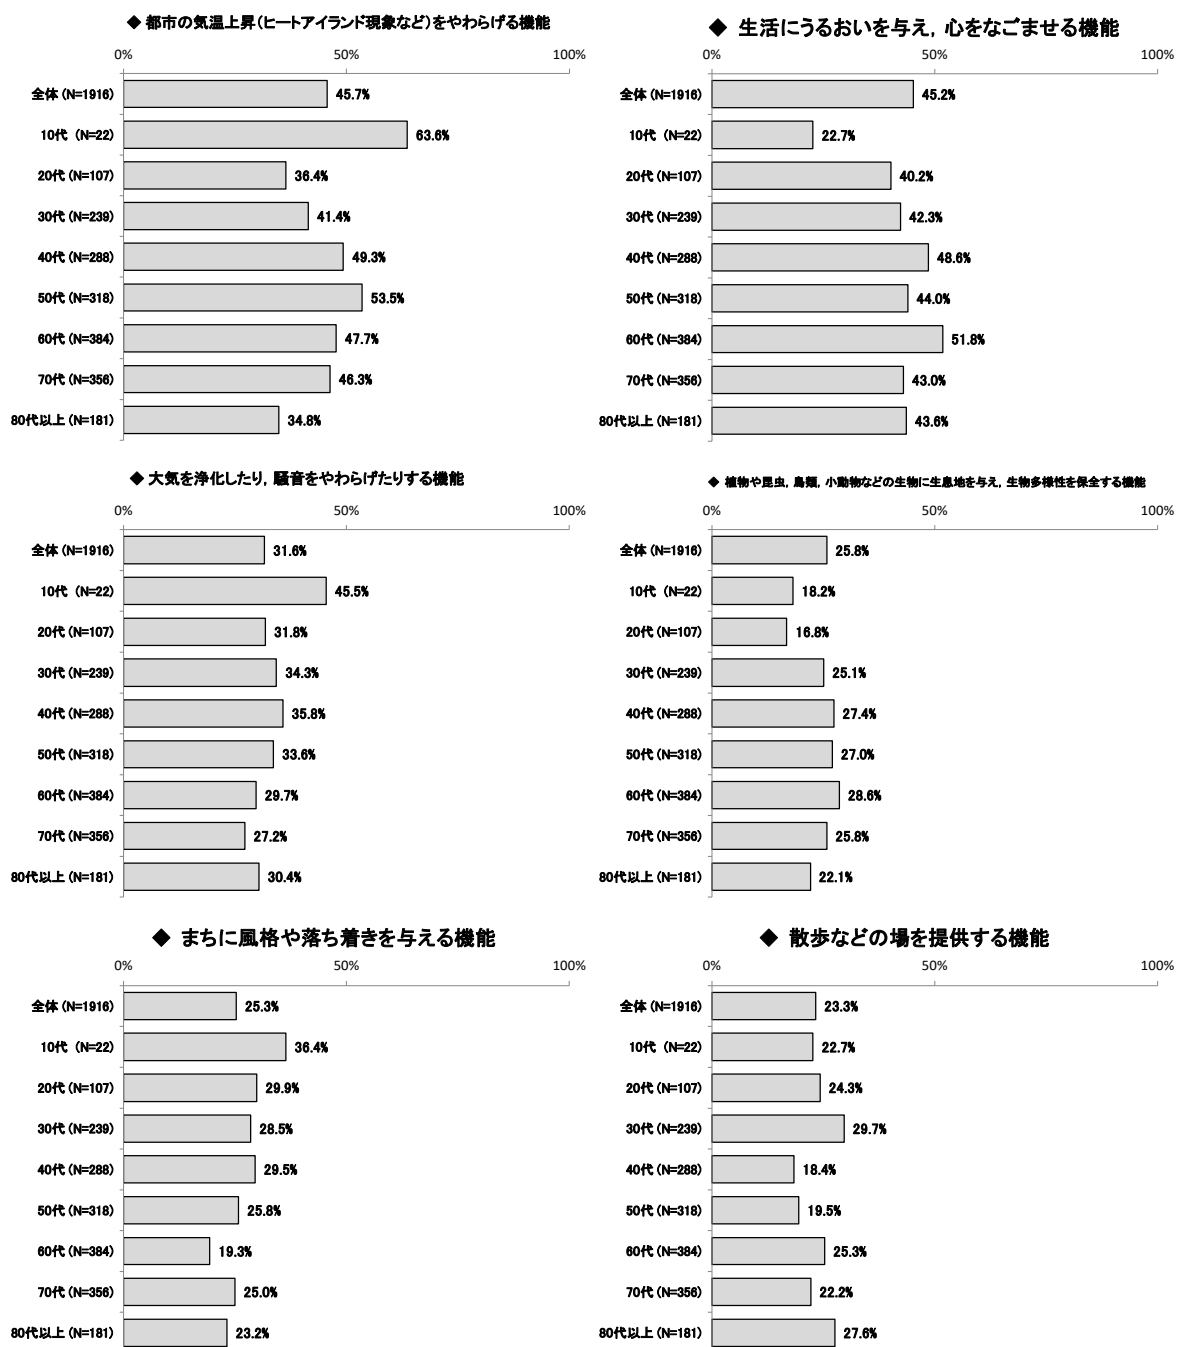 ◆ 都市の気温上昇(ヒートアイランド現象など)をやわらげる機能
0% 50% 100%
全体 (N=1916) 45.7%
10代 (N=22) 63.6%
20代 (N=107) 36.4%
30代 (N=239) 41.4%
40代 (N=288) 49.3%
50代 (N=318) 53.5%
60代 (N=384) 47.7%
70代 (N=356) 46.3%
80代以上 (N=181) 34.8%
◆ 生活にうるおいを与え, 心をなごませる機能
0% 50% 100%
全体 (N=1916) 45.2%
10代 (N=22) 22.7%
20代 (N=107) 40.2%
30代 (N=239) 42.3%
40代 (N=288) 48.6%
50代 (N=318) 44.0%
60代 (N=384) 51.8%
70代 (N=356) 43.0%
80代以上 (N=181) 43.6%
◆ 大気を浄化したり, 騒音をやわらげたりする機能
0% 50% 100%
全体 (N=1916) 31.6%
10代 (N=22) 45.5%
20代 (N=107) 31.8%
30代 (N=239) 34.3%
40代 (N=288) 35.8%
50代 (N=318) 33.6%
60代 (N=384) 29.7%
70代 (N=356) 27.2%
80代以上 (N=181) 30.4%
◆ 植物や昆虫, 鳥類, 小動物などの生物に生息地を与え, 生物多様性を保全する機能
0% 50% 100%
全体 (N=1916) 25.8%
10代 (N=22) 18.2%
20代 (N=107) 16.8%
30代 (N=239) 25.1%
40代 (N=288) 27.4%
50代 (N=318) 27.0%
60代 (N=384) 28.6%
70代 (N=356) 25.8%
80代以上 (N=181) 22.1%
◆ まちに風格や落ち着きを与える機能
0% 50% 100%
全体 (N=1916) 25.3%
10代 (N=22) 36.4%
20代 (N=107) 29.9%
30代 (N=239) 28.5%
40代 (N=288) 29.5%
50代 (N=318) 25.8%
60代 (N=384) 19.3%
70代 (N=356) 25.0%
80代以上 (N=181) 23.2%
◆ 散歩などの場を提供する機能
0% 50% 100%
全体 (N=1916) 23.3%
10代 (N=22) 22.7%
20代 (N=107) 24.3%
30代 (N=239) 29.7%
40代 (N=288) 18.4%
50代 (N=318) 19.5%
60代 (N=384) 25.3%
70代 (N=356) 22.2%
80代以上 (N=181) 27.6%